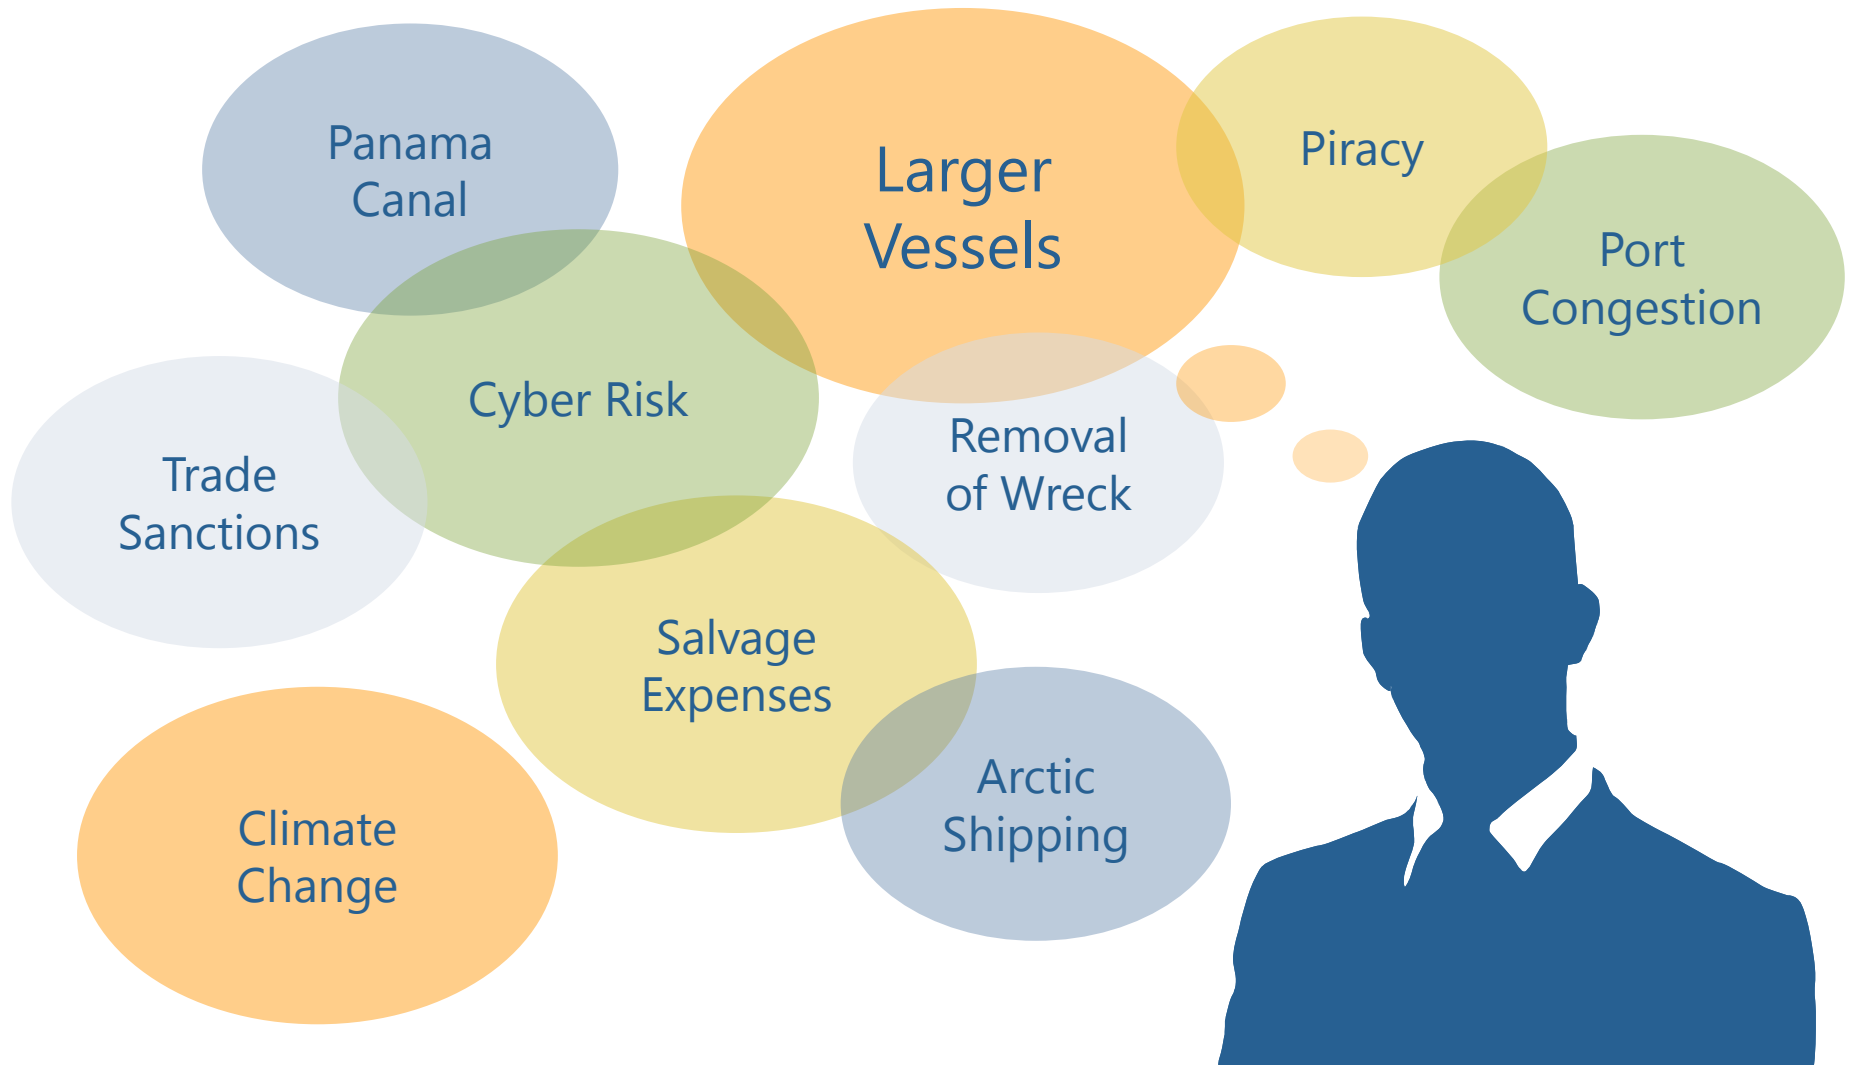 Panama
Canal
Larger
Vessels
Piracy
Port
Congestion
Cyber Risk
Removal
of Wreck
Trade
Sanctions
Salvage
Expenses
Arctic
Shipping
Climate
Change